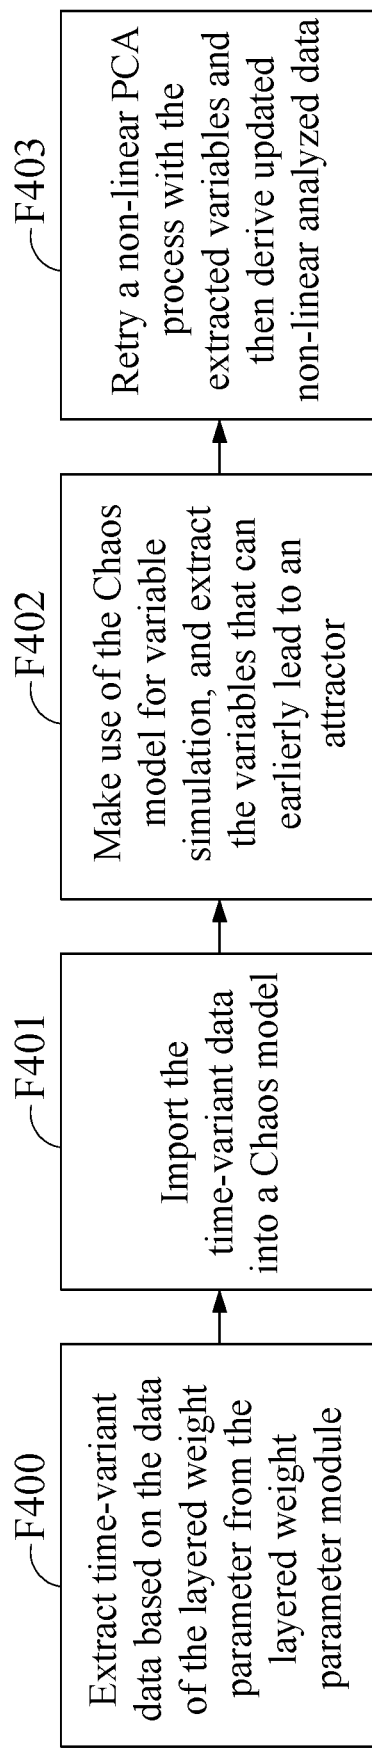 F400
Extract time-variant
data based on the data
of the layered weight
parameter from the
layered weight
parameter module
F401
Import the
time-variant data
into a Chaos model
F402
Make use of the Chaos
model for variable
simulation, and extract
the variables that can
earlierly lead to an
attractor
F403
Retry a non-linear PCA
process with the
extracted variables and
then derive updated
non-linear analyzed data